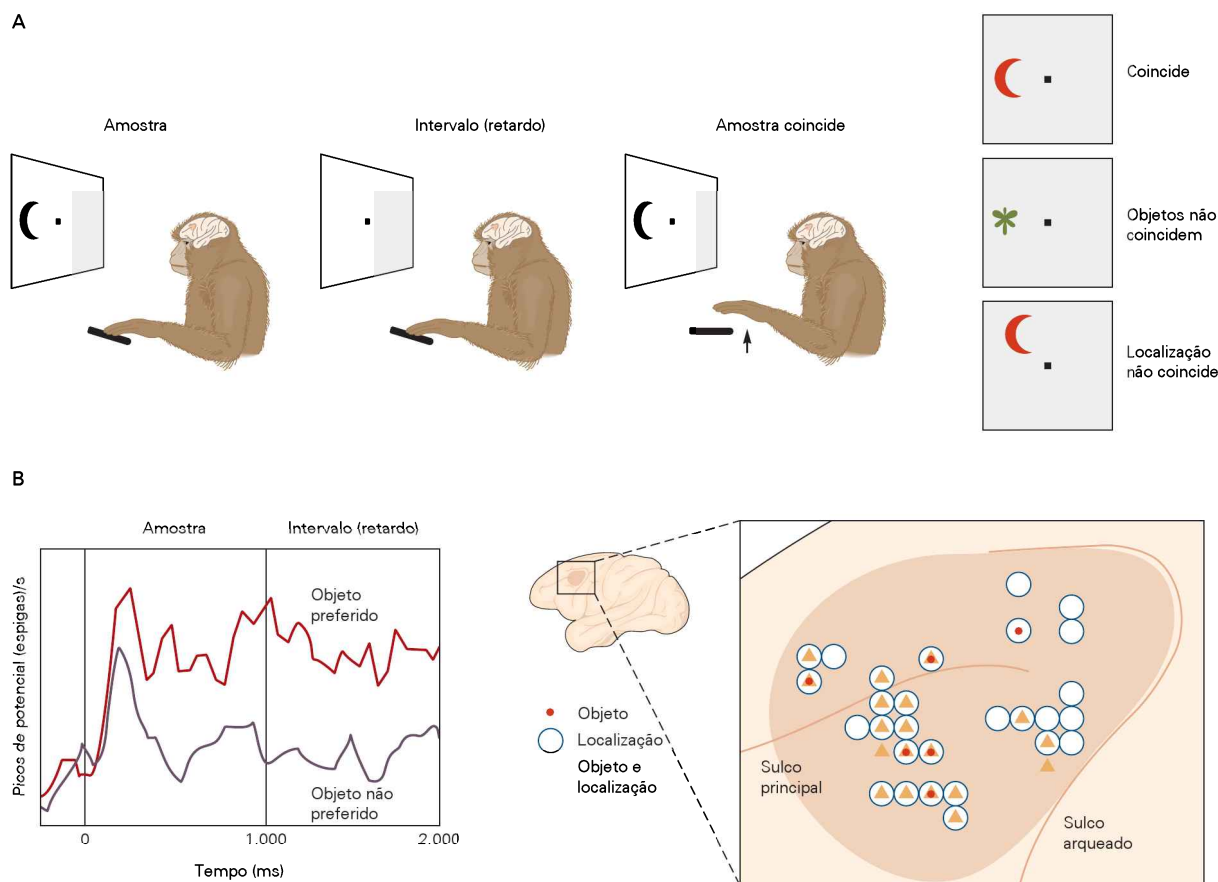 A
Amostra
Intervalo (retardo)
Amostra coincide
Coincide
Objetos não
coincidem
Localização
não coincide
B
Picos de potencial (espigas)/s
Amostra
Intervalo (retardo)
Objeto
preferido
Objeto não
preferido
0
1.000
2.000
Tempo (ms)
Objeto
Localização
Objeto e
localização
Sulco
principal
Sulco
arqueado